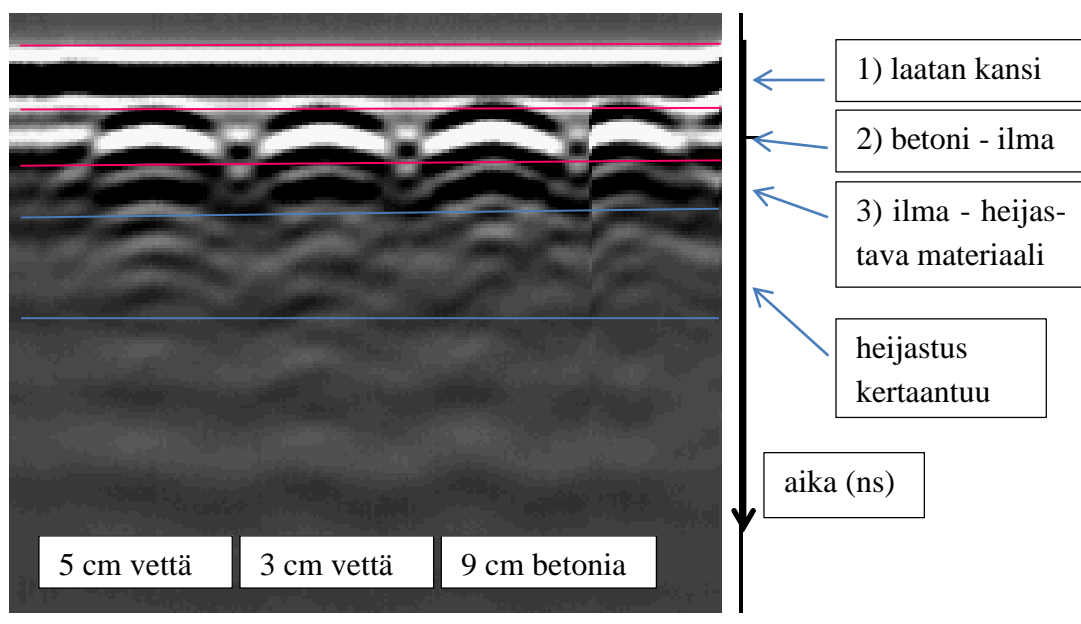 1) laatan kansi
2) betoni - ilma
3) ilma - heijas-
tava materiaali
heijastus
kertaantuu
aika (ns)
5 cm vettä
3 cm vettä
9 cm betonia